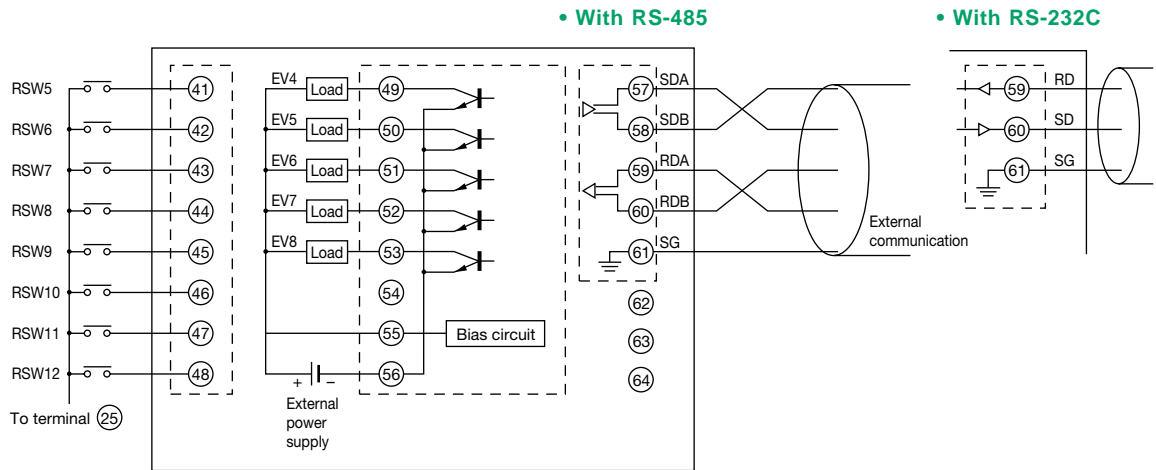 • With RS-485
• With RS-232C
RSW5
RSW6
RSW7
RSW8
RSW9
RSW10
RSW11
RSW12
To terminal 25
41
42
43
44
45
46
47
48
EV4 Load 49
EV5 Load 50
EV6 Load 51
EV7 Load 52
EV8 Load 53
54
55 Bias circuit
56
+ −
External
power
supply
57 SDA
58 SDB
59 RDA
60 RDB
61 SG
62
63
64
External
communication
59 RD
60 SD
61 SG